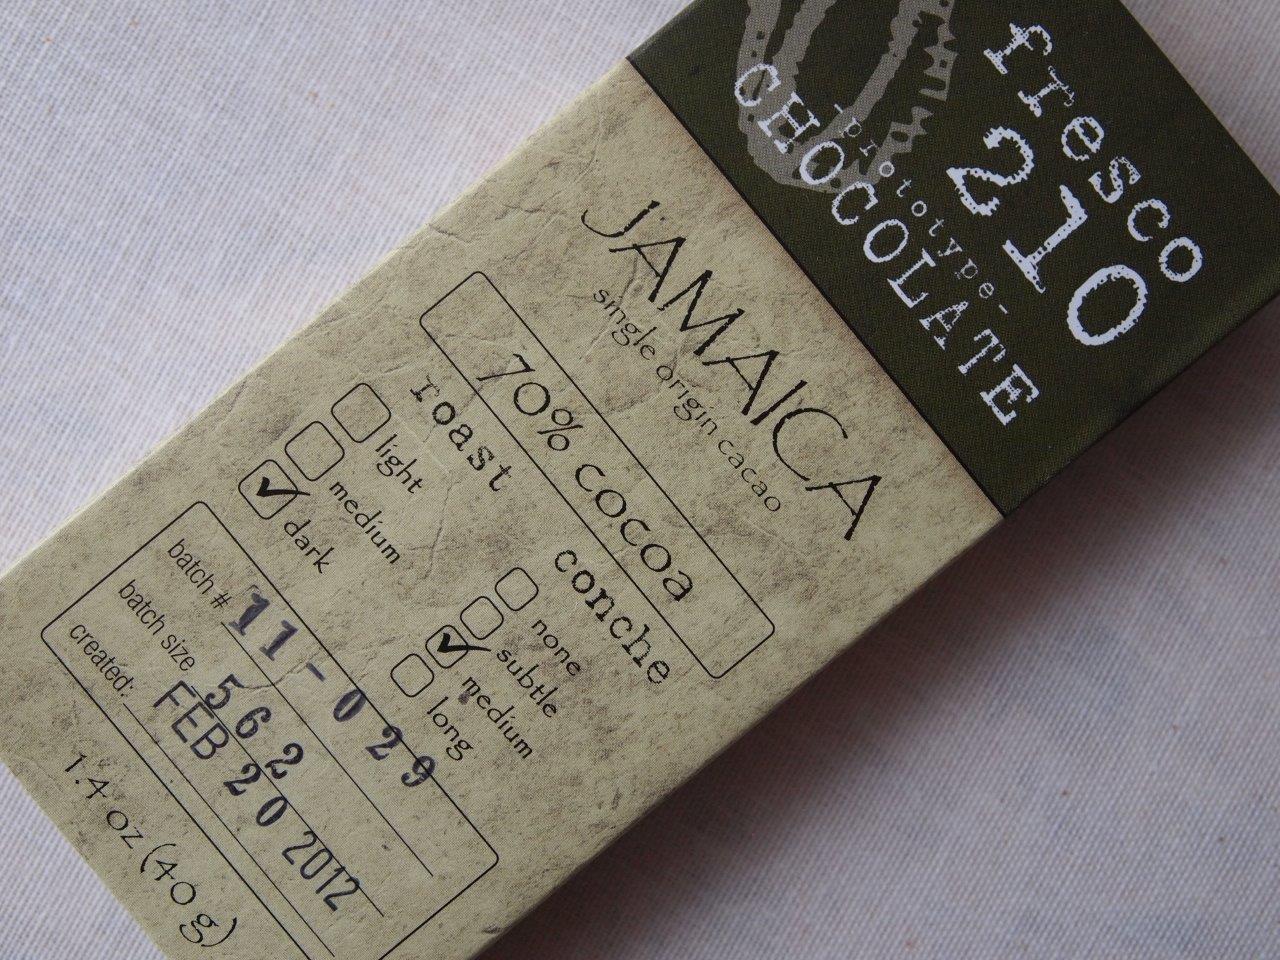 fresco
210
-prototype-
CHOCOLATE
JAMAICA
single origin cacao
70% cocoa
roast
light
medium
dark
conche
none
subtle
medium
long
batch # 11-029
batch size 562
created: FEB 20 2012
1.4 oz (40 g)